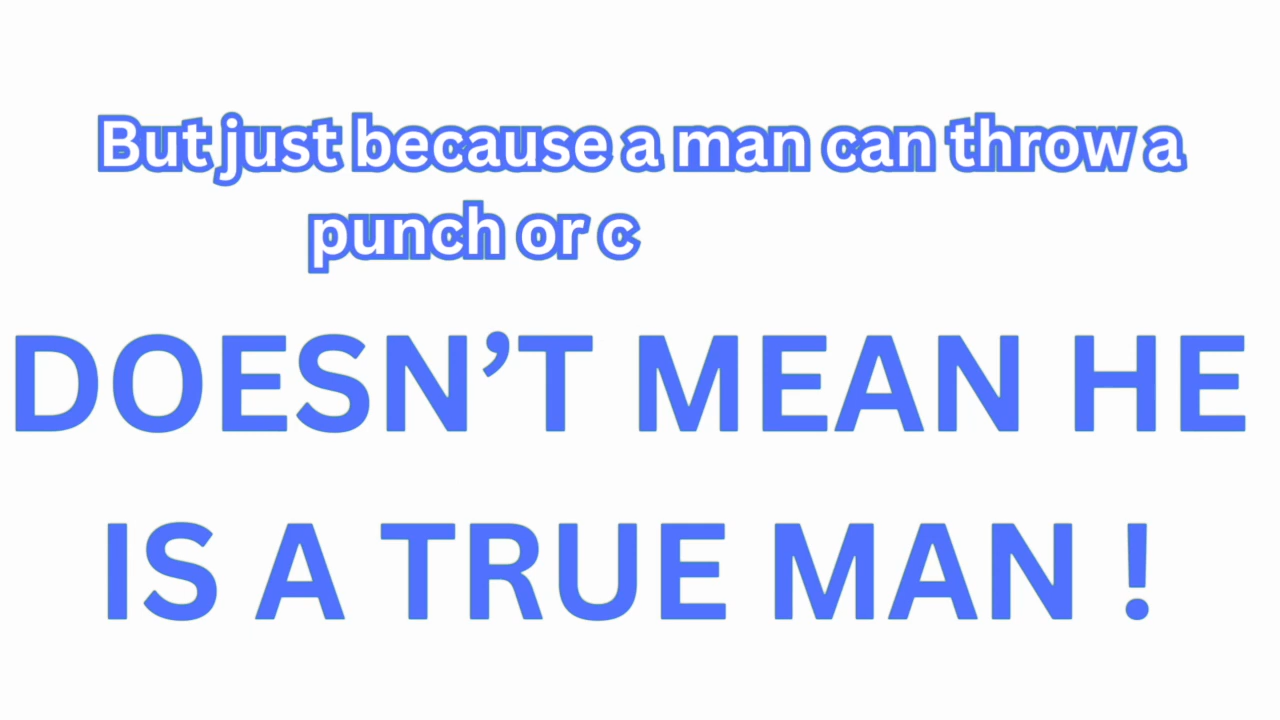 But just because a man can throw a
punch or c
DOESN’T MEAN HE
IS A TRUE MAN !